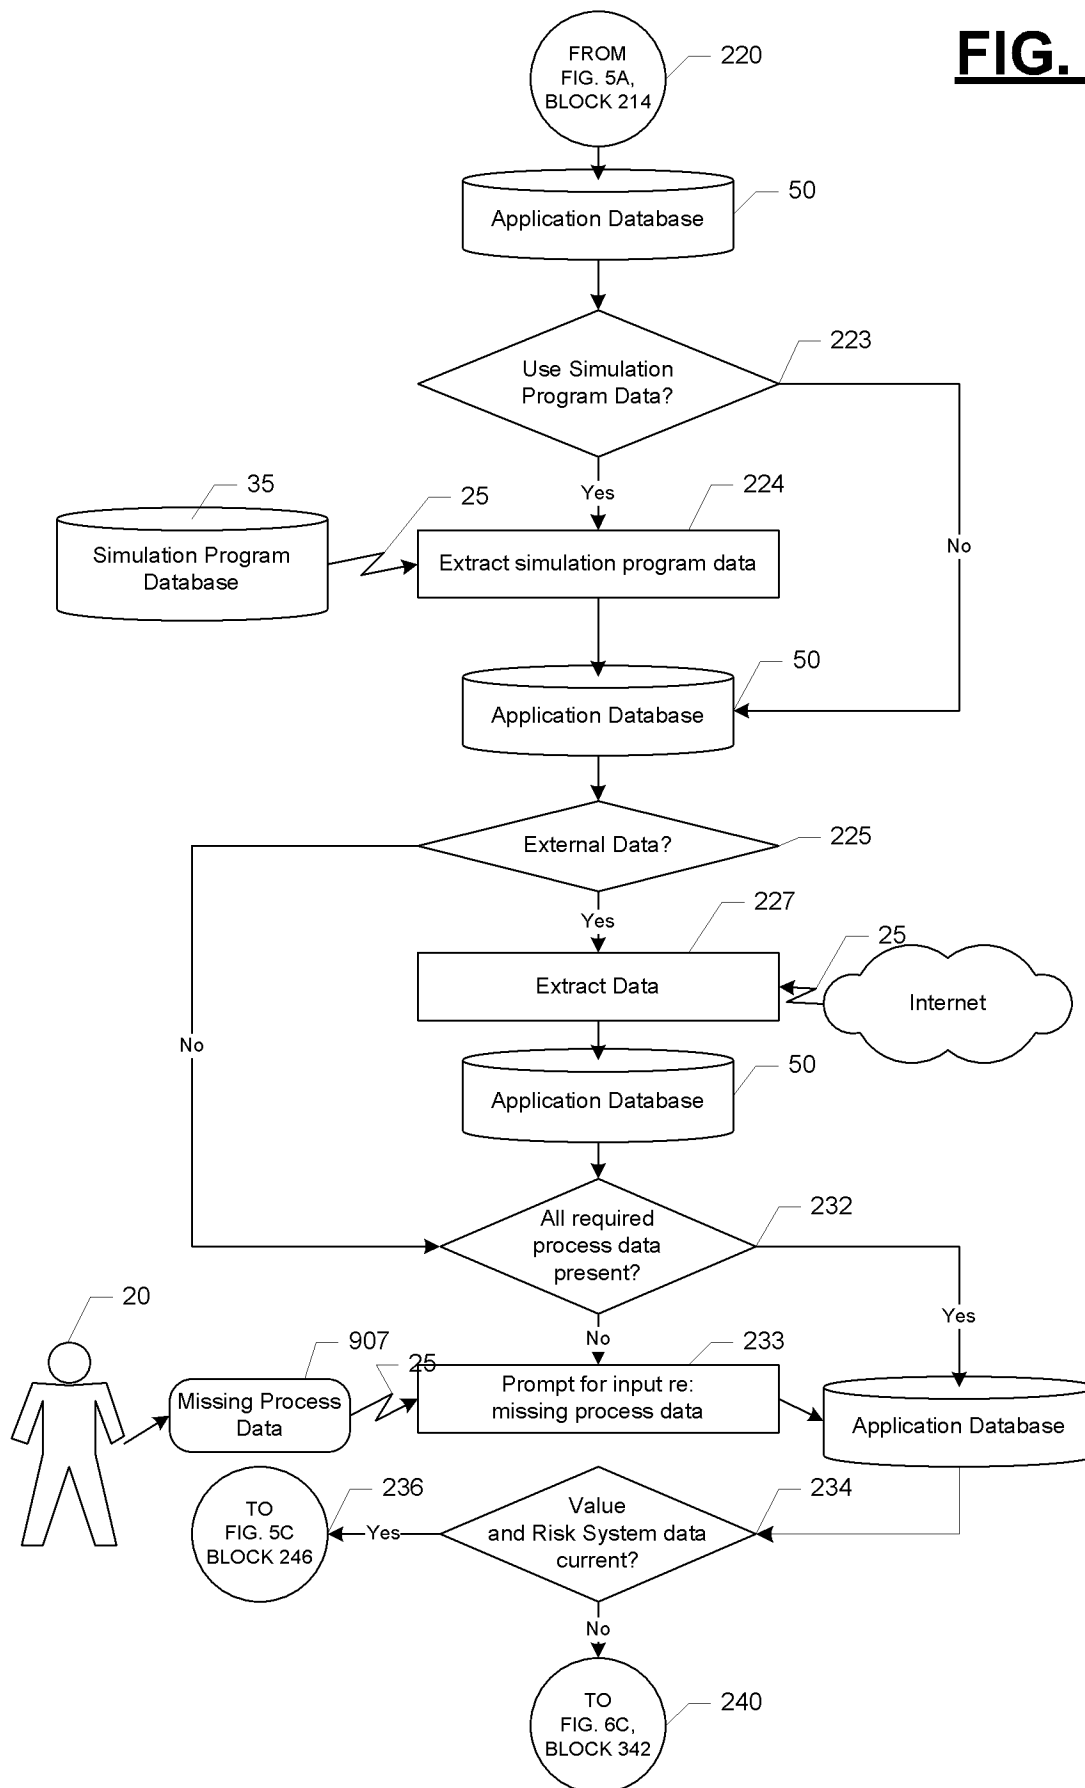 FROM
FIG. 5A,
BLOCK 214
220
FIG.
Application Database
50
Use Simulation
Program Data?
223
Yes
No
35
25
224
Simulation Program
Database
Extract simulation program data
50
Application Database
External Data?
225
Yes
No
227
Extract Data
25
Internet
50
Application Database
All required
process data
present?
232
Yes
No
20
907
25
233
Missing Process
Data
Prompt for input re:
missing process data
Application Database
236
TO
FIG. 5C
BLOCK 246
Yes
Value
and Risk System data
current?
234
No
TO
FIG. 6C,
BLOCK 342
240